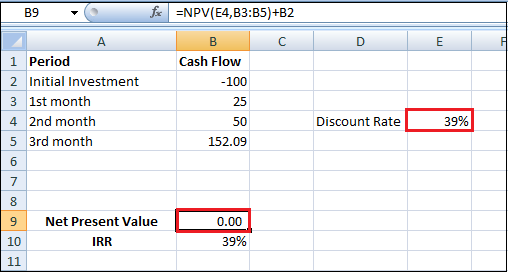 B9 fx =NPV(E4,B3:B5)+B2
A B C D E F
1 Period Cash Flow
2 Initial Investment -100
3 1st month 25
4 2nd month 50 Discount Rate 39%
5 3rd month 152.09
6
7
8
9 Net Present Value 0.00
10 IRR 39%
11